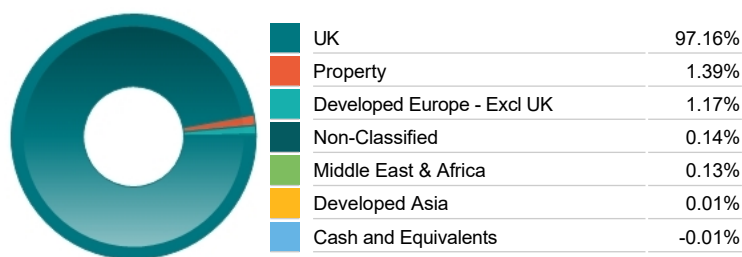 UK 97.16%
Property 1.39%
Developed Europe - Excl UK 1.17%
Non-Classified 0.14%
Middle East & Africa 0.13%
Developed Asia 0.01%
Cash and Equivalents -0.01%